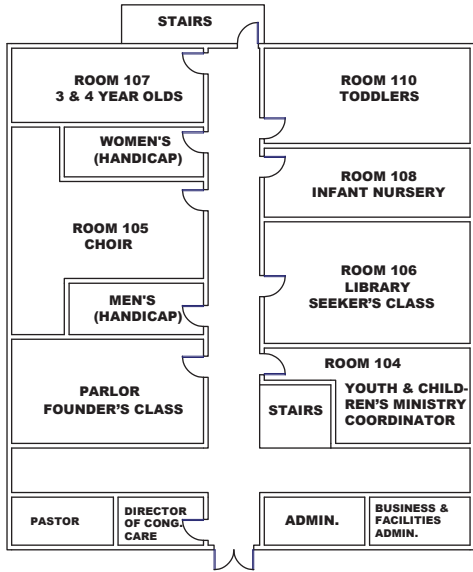 STAIRS
ROOM 107
3 & 4 YEAR OLDS
ROOM 110
TODDLERS
WOMEN'S
(HANDICAP)
ROOM 108
INFANT NURSERY
ROOM 105
CHOIR
ROOM 106
LIBRARY
SEEKER'S CLASS
MEN'S
(HANDICAP)
ROOM 104
YOUTH & CHILD-
REN'S MINISTRY
COORDINATOR
PARLOR
FOUNDER'S CLASS
STAIRS
PASTOR
DIRECTOR
OF CONG.
CARE
ADMIN.
BUSINESS &
FACILITIES
ADMIN.